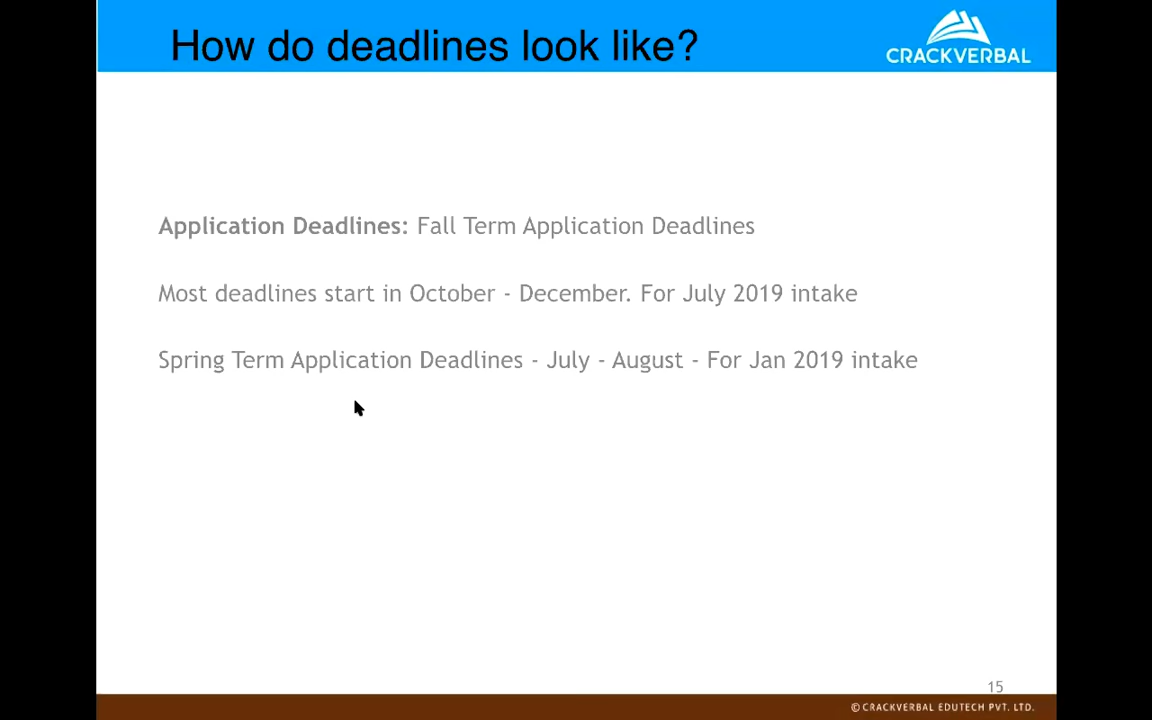 How do deadlines look like?
CRACKVERBAL
Application Deadlines: Fall Term Application Deadlines
Most deadlines start in October - December. For July 2019 intake
Spring Term Application Deadlines - July - August - For Jan 2019 intake
15
© CRACKVERBAL EDUTECH PVT. LTD.